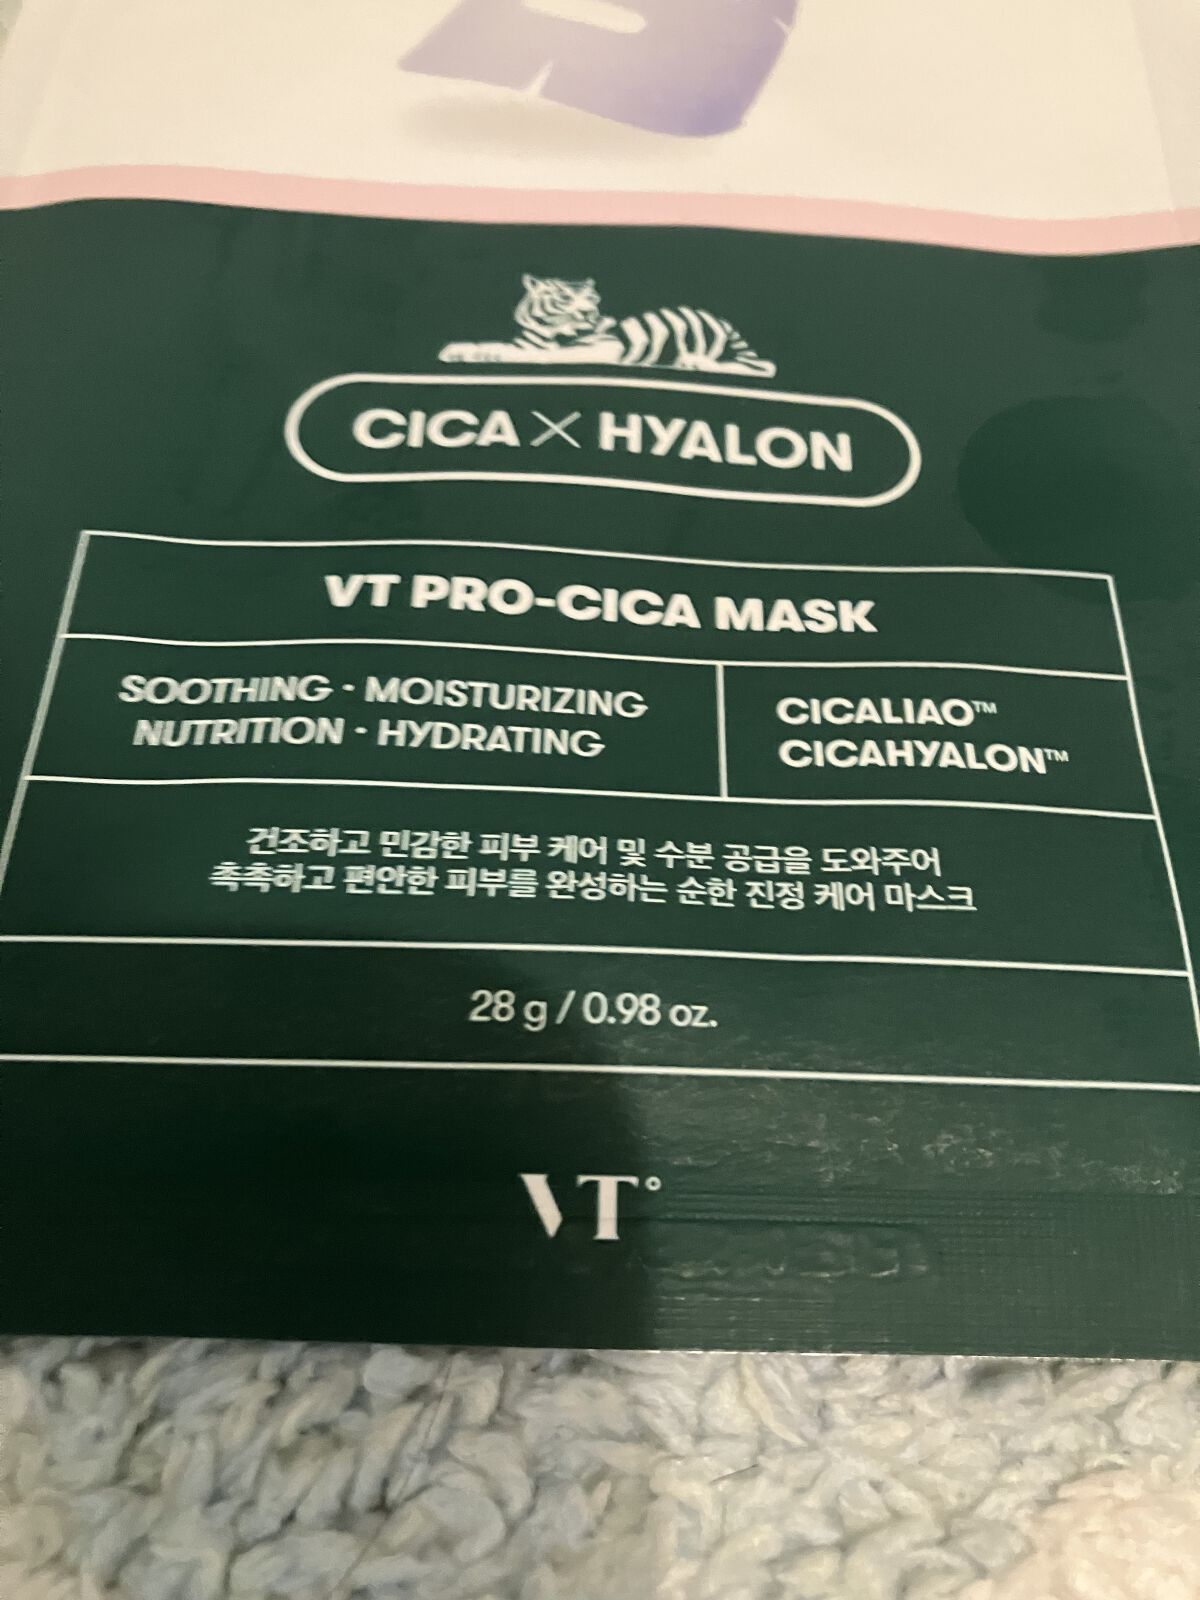 CICA X HYALON
VT PRO-CICA MASK
SOOTHING · MOISTURIZING
NUTRITION · HYDRATING
CICALIAO™
CICAHYALON™
건조하고 민감한 피부 케어 및 수분 공급을 도와주어
촉촉하고 편안한 피부를 완성하는 순한 진정 케어 마스크
28 g / 0.98 oz.
VT°